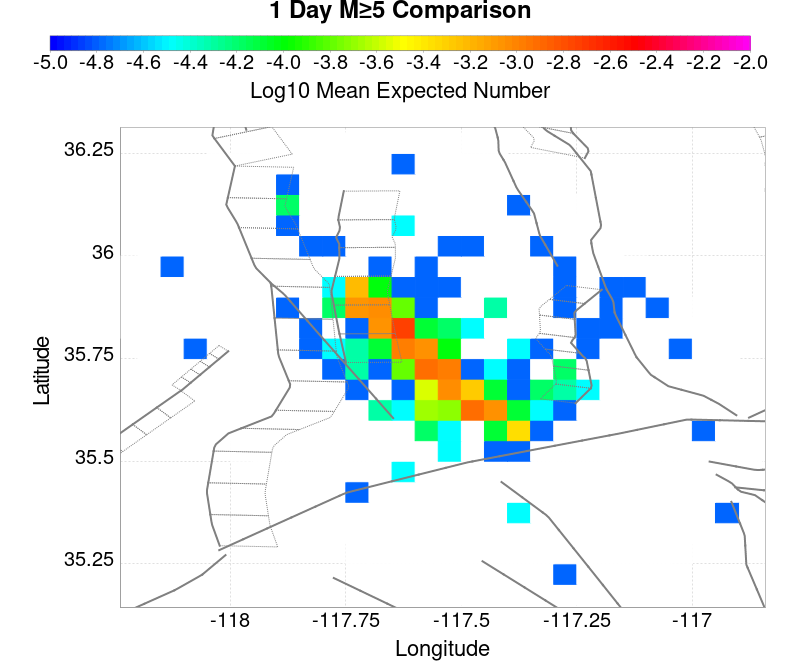 1 Day M≥5 Comparison
-5.0 -4.8 -4.6 -4.4 -4.2 -4.0 -3.8 -3.6 -3.4 -3.2 -3.0 -2.8 -2.6 -2.4 -2.2 -2.0
Log10 Mean Expected Number
36.25
36
35.75
35.5
35.25
Latitude
-118 -117.75 -117.5 -117.25 -117
Longitude